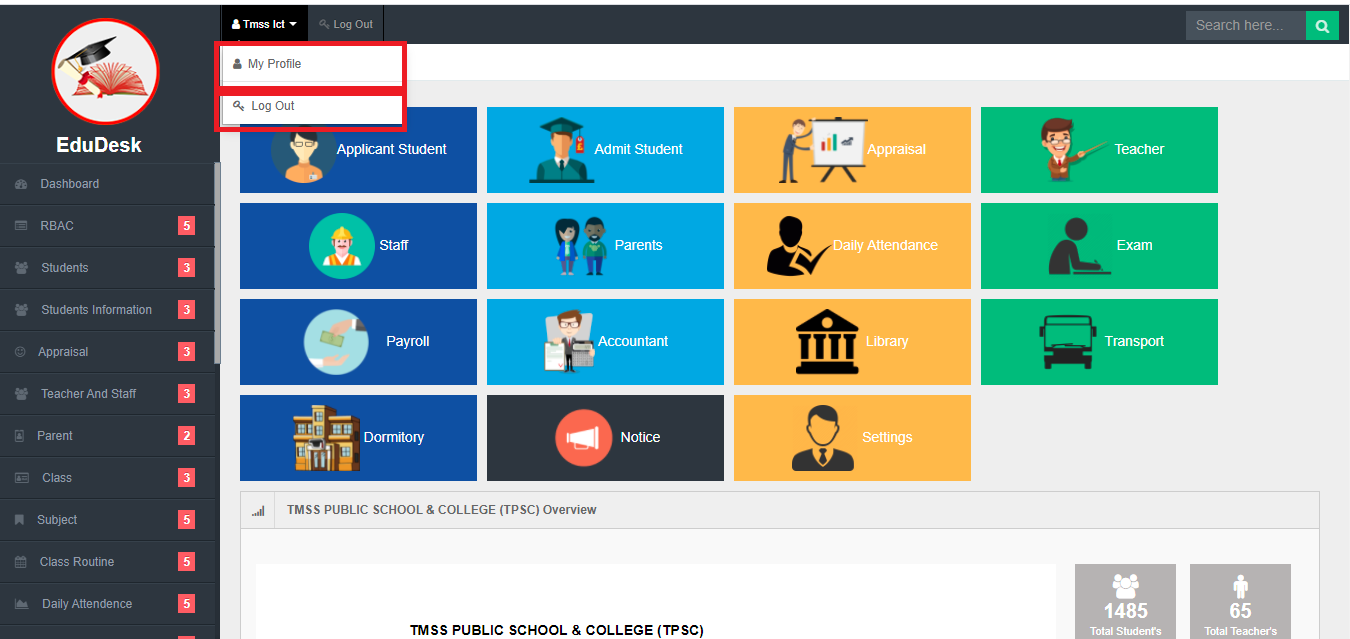 Tmss Ict
Log Out
Search here...
My Profile
Log Out
EduDesk
Dashboard
RBAC 5
Students 3
Students Information 3
Appraisal 3
Teacher And Staff 3
Parent 2
Class 3
Subject 5
Class Routine 5
Daily Attendence 5
Applicant Student
Admit Student
Appraisal
Teacher
Staff
Parents
Daily Attendance
Exam
Payroll
Accountant
Library
Transport
Dormitory
Notice
Settings
TMSS PUBLIC SCHOOL & COLLEGE (TPSC) Overview
TMSS PUBLIC SCHOOL & COLLEGE (TPSC)
1485
Total Student's
65
Total Teacher's